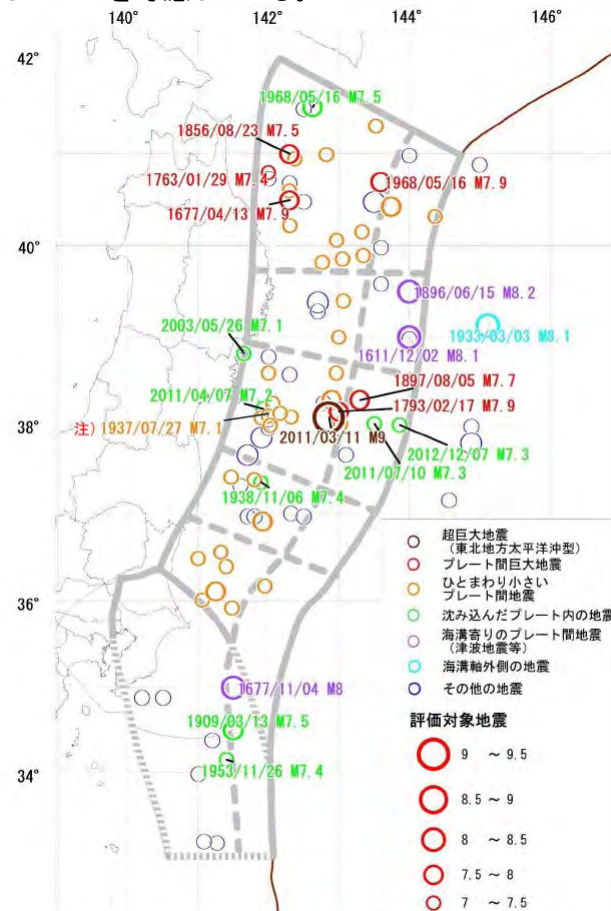 140°
142°
144°
146°
42°
1968/05/16 M7.5
1856/08/23 M7.5
1763/01/29 M7.4
1968/05/16 M7.9
1677/04/13 M7.9
40°
1896/06/15 M8.2
2003/05/26 M7.1
1933/03/03 M8.1
1611/12/02 M8.1
1897/08/05 M7.7
2011/04/07 M7.2
1793/02/17 M7.9
38°
注) 1937/07/27 M7.1
2011/03/11 M9
2012/12/07 M7.3
2011/07/10 M7.3
1938/11/06 M7.4
36°
1677/11/04 M8
1909/03/13 M7.5
1953/11/26 M7.4
34°
超巨大地震
(東北地方太平洋沖型)
プレート間巨大地震
ひとまわり小さい
プレート間地震
沈み込んだプレート内の地震
海溝寄りのプレート間地震
(津波地震等)
海溝軸外側の地震
その他の地震
評価対象地震
9 ～ 9.5
8.5 ～ 9
8 ～ 8.5
7.5 ～ 8
7 ～ 7.5